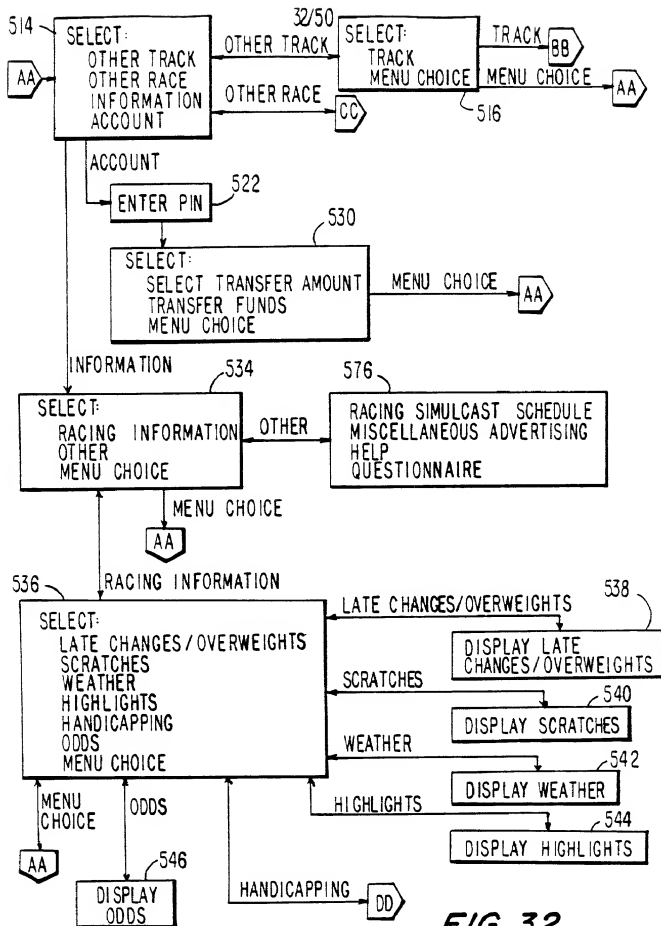 514
SELECT:
OTHER TRACK
OTHER RACE
INFORMATION
ACCOUNT
AA
OTHER TRACK
32/50
SELECT:
TRACK
MENU CHOICE
516
TRACK
BB
MENU CHOICE
AA
OTHER RACE
CC
ACCOUNT
522
ENTER PIN
530
SELECT:
SELECT TRANSFER AMOUNT
TRANSFER FUNDS
MENU CHOICE
MENU CHOICE
AA
INFORMATION
534
SELECT:
RACING INFORMATION
OTHER
MENU CHOICE
OTHER
576
RACING SIMULCAST SCHEDULE
MISCELLANEOUS ADVERTISING
HELP
QUESTIONNAIRE
MENU CHOICE
AA
RACING INFORMATION
536
SELECT:
LATE CHANGES/OVERWEIGHTS
SCRATCHES
WEATHER
HIGHLIGHTS
HANDICAPPING
ODDS
MENU CHOICE
LATE CHANGES/OVERWEIGHTS
538
DISPLAY LATE
CHANGES/OVERWEIGHTS
SCRATCHES
540
DISPLAY SCRATCHES
WEATHER
542
DISPLAY WEATHER
HIGHLIGHTS
544
DISPLAY HIGHLIGHTS
MENU
CHOICE
AA
ODDS
546
DISPLAY
ODDS
HANDICAPPING
DD
FIG. 32